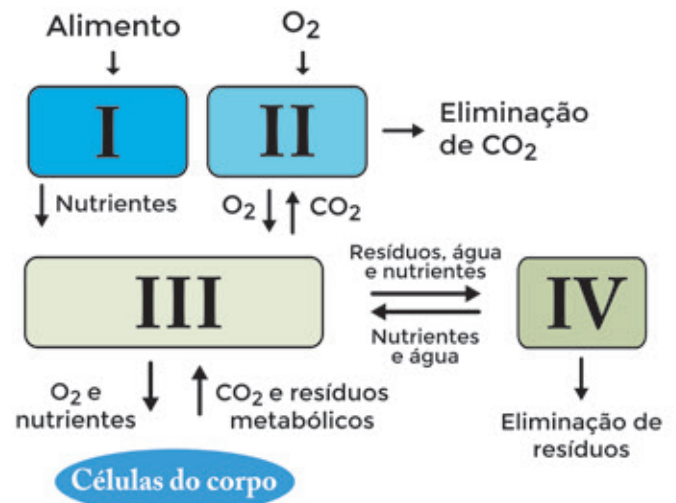 Alimento
O2
I
II
Eliminação
de CO2
Nutrientes
O2
CO2
III
Resíduos, água
e nutrientes
Nutrientes
e água
IV
O2 e
nutrientes
CO2 e resíduos
metabólicos
Eliminação de
resíduos
Células do corpo